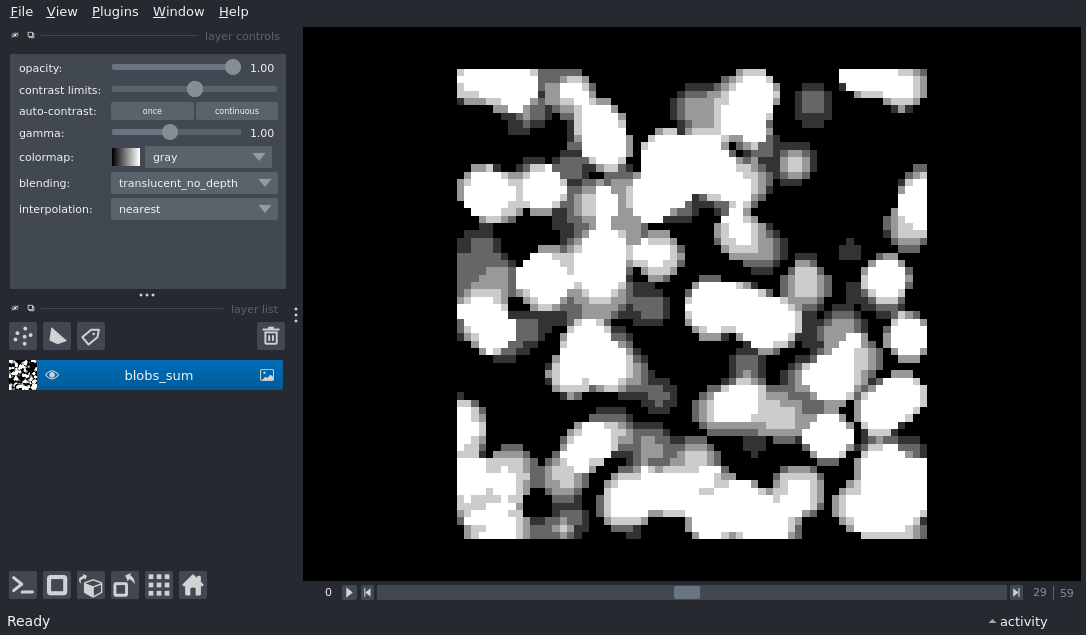 File View Plugins Window Help
layer controls
opacity: 1.00
contrast limits:
auto-contrast: once continuous
gamma: 1.00
colormap: gray
blending: translucent_no_depth
interpolation: nearest
layer list
blobs_sum
0 29 59
Ready activity